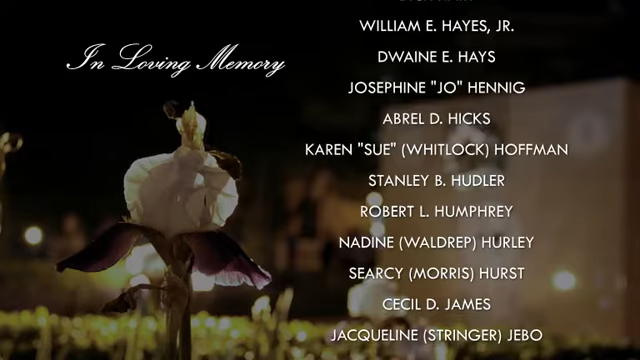 In Loving Memory
WILLIAM E. HAYES, JR.
DWAINE E. HAYS
JOSEPHINE "JO" HENNIG
ABREL D. HICKS
KAREN "SUE" (WHITLOCK) HOFFMAN
STANLEY B. HUDLER
ROBERT L. HUMPHREY
NADINE (WALDREP) HURLEY
SEARCY (MORRIS) HURST
CECIL D. JAMES
JACQUELINE (STRINGER) JEBO